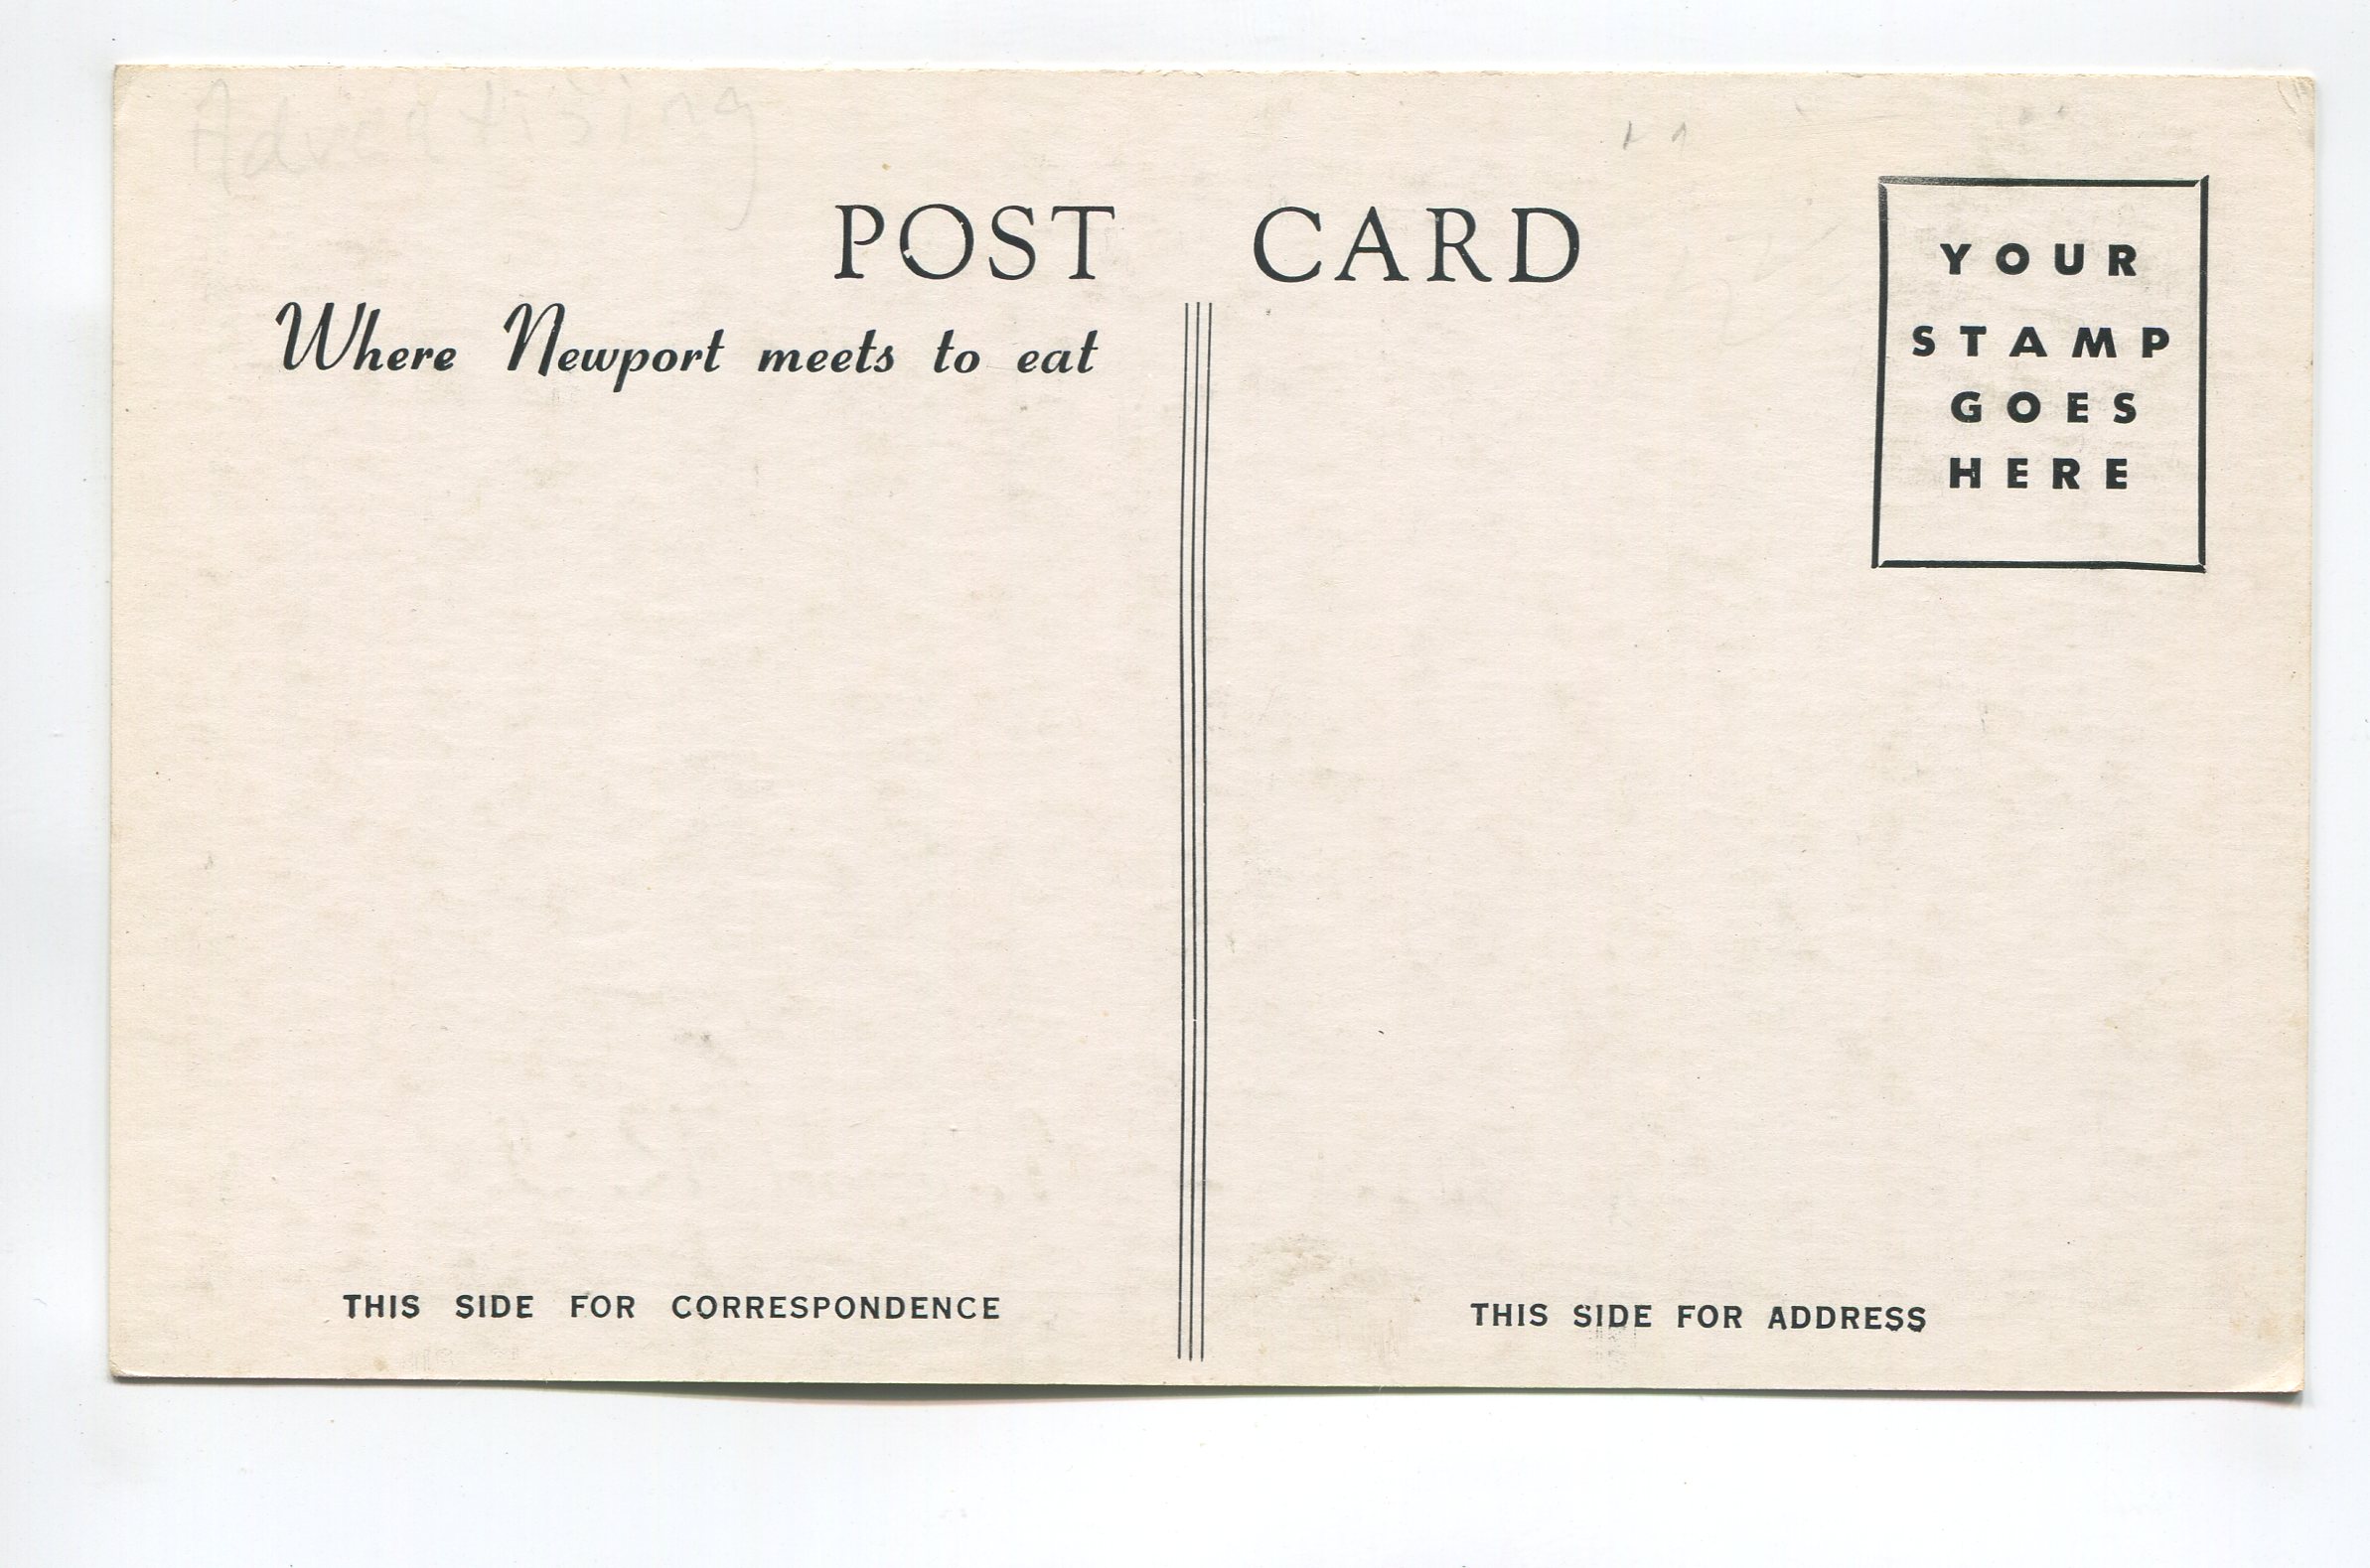 Advertising
POST CARD
Where Newport meets to eat
YOUR
STAMP
GOES
HERE
THIS SIDE FOR CORRESPONDENCE
THIS SIDE FOR ADDRESS